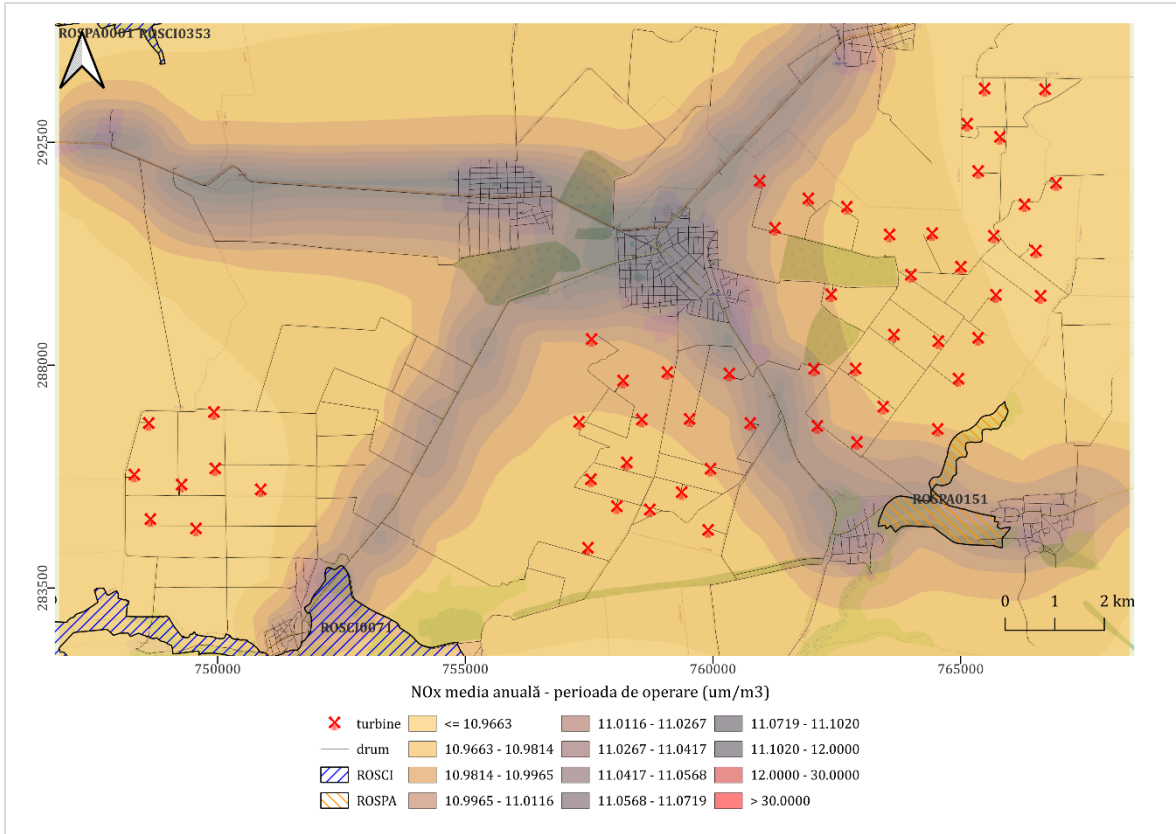 ROSPA0001 ROSCI0353
292500
288000
283500
ROSPA0151
ROSCI0071
0 1 2 km
750000 755000 760000 765000
NOx media anuală - perioada de operare (um/m3)
turbine <= 10.9663 11.0116 - 11.0267 11.0719 - 11.1020
drum 10.9663 - 10.9814 11.0267 - 11.0417 11.1020 - 12.0000
ROSCI 10.9814 - 10.9965 11.0417 - 11.0568 12.0000 - 30.0000
ROSPA 10.9965 - 11.0116 11.0568 - 11.0719 > 30.0000